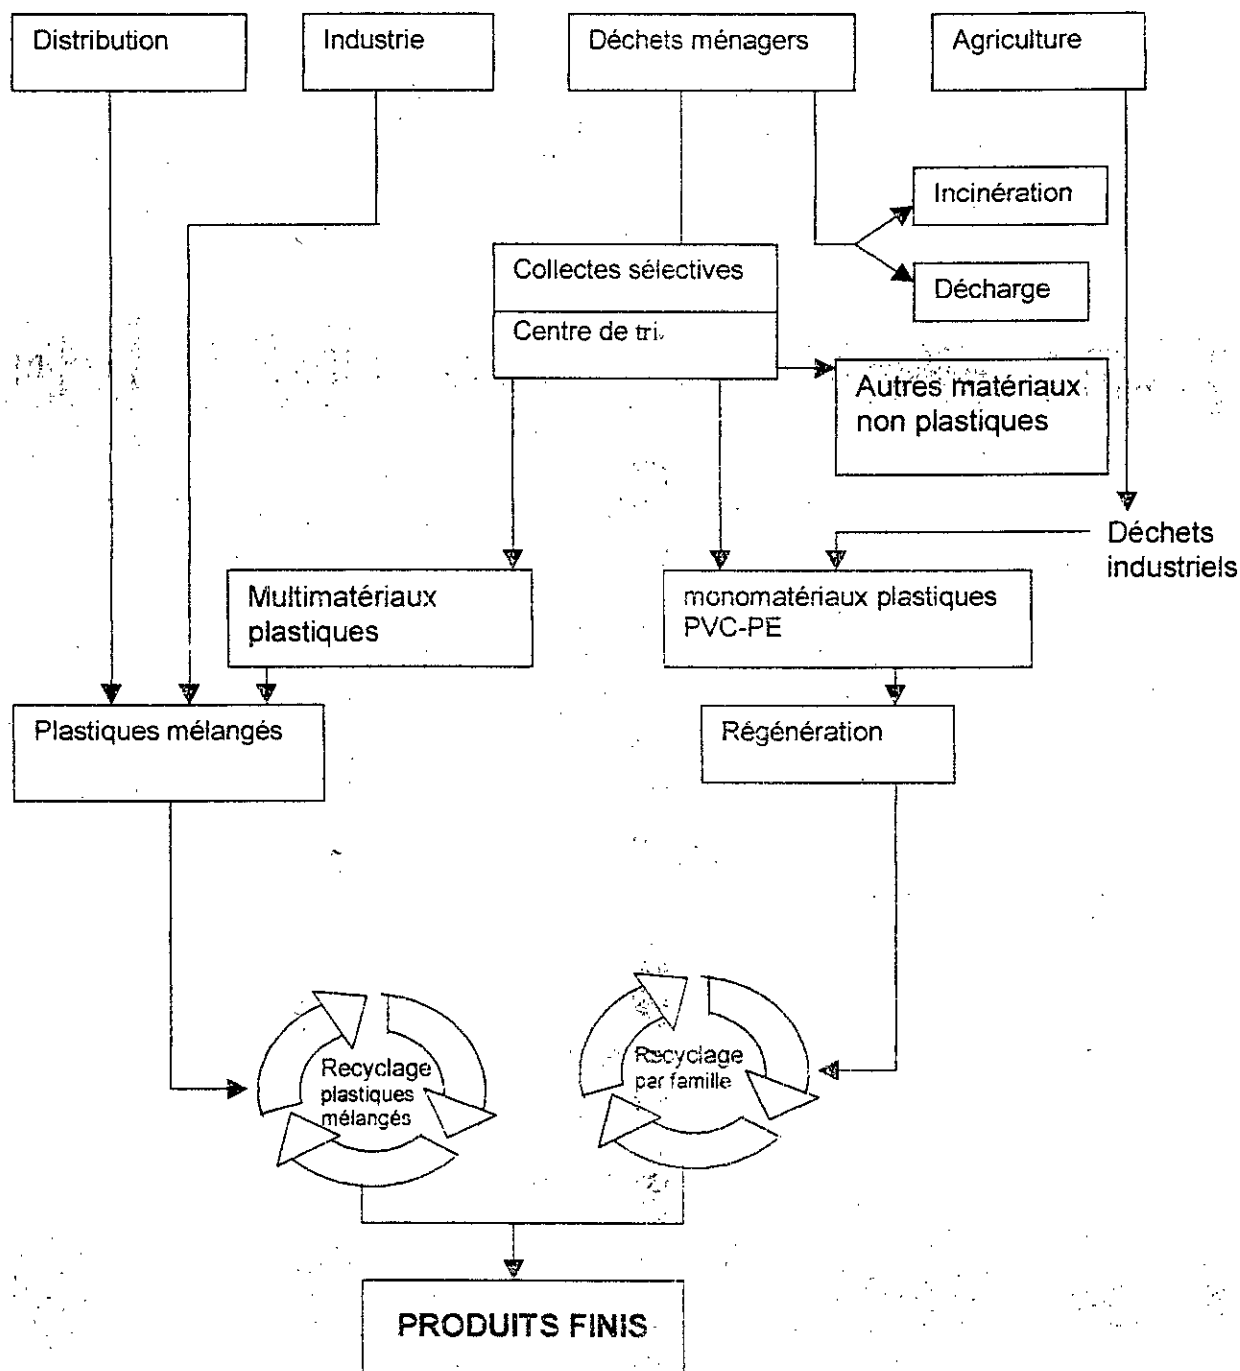 Distribution
Industrie
Déchets ménagers
Agriculture
Incinération
Collectes sélectives
Décharge
Centre de tri
Autres matériaux
non plastiques
Déchets
industriels
Multimatériaux
plastiques
monomatériaux plastiques
PVC-PE
Plastiques mélangés
Régénération
Recyclage
plastiques
mélangés
Recyclage
par famille
PRODUITS FINIS